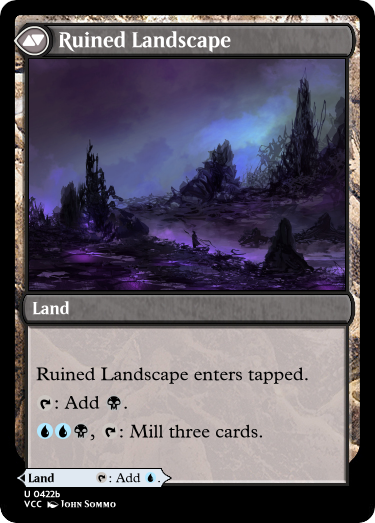 Ruined Landscape
Land
Ruined Landscape enters tapped.
: Add .
, : Mill three cards.
Land : Add .
U 0422b
VCC John Sommo